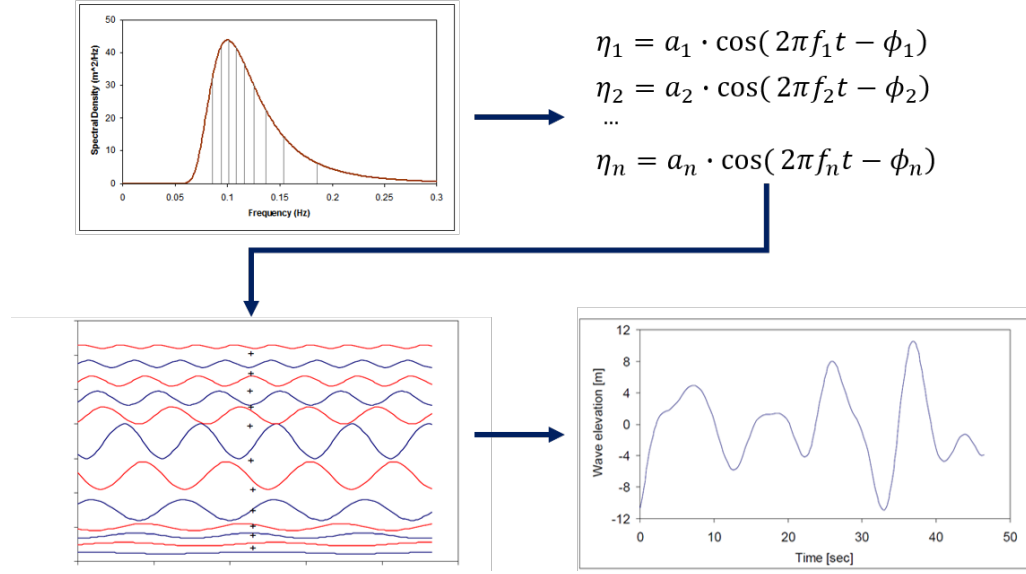 50
40
30
20
10
0
Spectral Density (m^2/Hz)
0 0.05 0.1 0.15 0.2 0.25 0.3
Frequency (Hz)
η₁ = a₁ · cos( 2πf₁t − ϕ₁)
η₂ = a₂ · cos( 2πf₂t − ϕ₂)
...
ηₙ = aₙ · cos( 2πfₙt − ϕₙ)
+
+
+
+
+
+
+
+
+
+
+
12
8
4
0
-4
-8
-12
Wave elevation [m]
0 10 20 30 40 50
Time [sec]